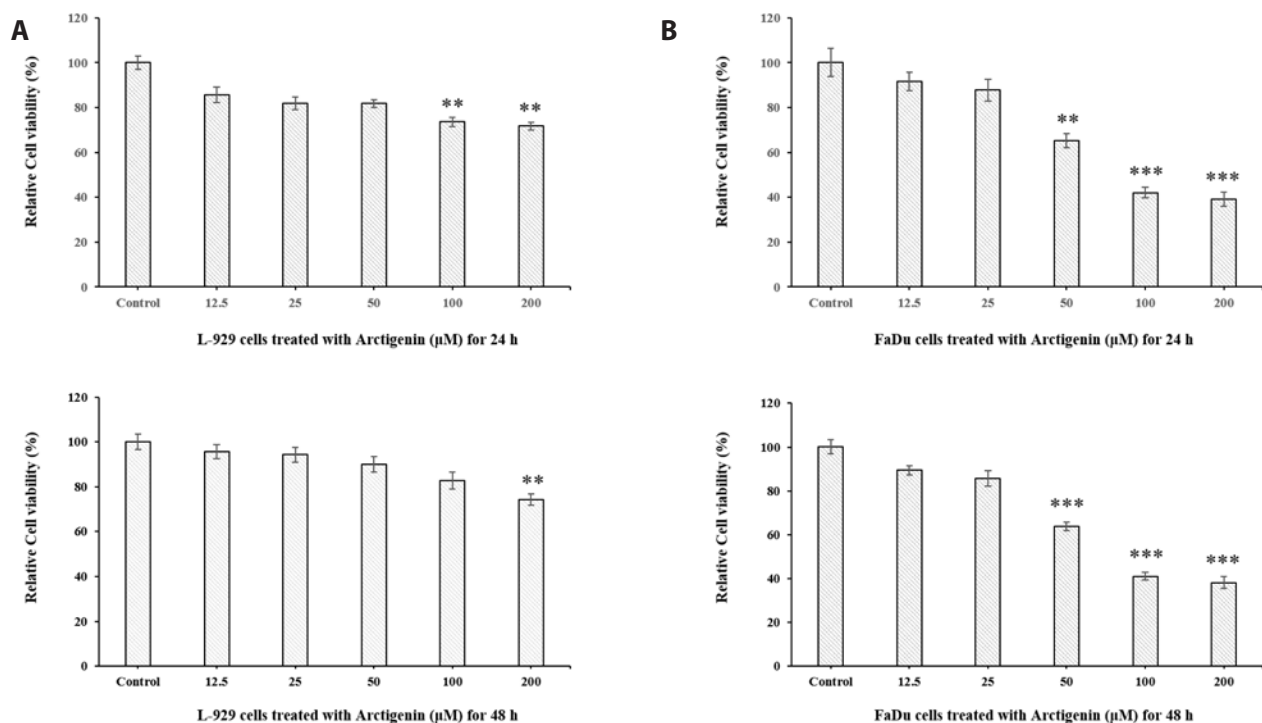 A
Relative Cell viability (%)
120
100
80
60
40
20
0
** **
Control 12.5 25 50 100 200
L-929 cells treated with Arctigenin (µM) for 24 h
B
Relative Cell viability (%)
120
100
80
60
40
20
0
** *** ***
Control 12.5 25 50 100 200
FaDu cells treated with Arctigenin (µM) for 24 h
Relative Cell viability (%)
120
100
80
60
40
20
0
**
Control 12.5 25 50 100 200
L-929 cells treated with Arctigenin (µM) for 48 h
Relative Cell viability (%)
120
100
80
60
40
20
0
*** *** ***
Control 12.5 25 50 100 200
FaDu cells treated with Arctigenin (µM) for 48 h